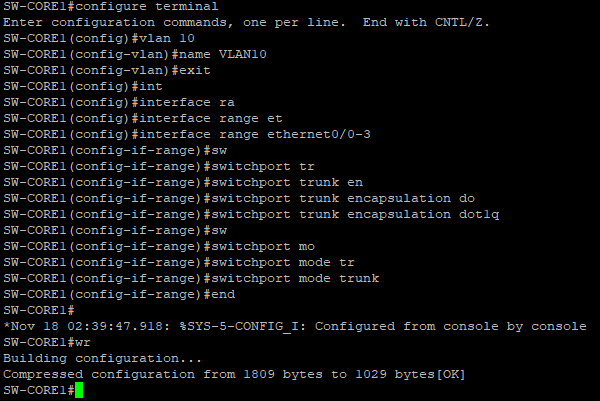 SW-CORE1#configure terminal
Enter configuration commands, one per line.  End with CNTL/Z.
SW-CORE1(config)#vlan 10
SW-CORE1(config-vlan)#name VLAN10
SW-CORE1(config-vlan)#exit
SW-CORE1(config)#int
SW-CORE1(config)#interface ra
SW-CORE1(config)#interface range et
SW-CORE1(config)#interface range ethernet0/0-3
SW-CORE1(config-if-range)#sw
SW-CORE1(config-if-range)#switchport tr
SW-CORE1(config-if-range)#switchport trunk en
SW-CORE1(config-if-range)#switchport trunk encapsulation do
SW-CORE1(config-if-range)#switchport trunk encapsulation dot1q
SW-CORE1(config-if-range)#sw
SW-CORE1(config-if-range)#switchport mo
SW-CORE1(config-if-range)#switchport mode tr
SW-CORE1(config-if-range)#switchport mode trunk
SW-CORE1(config-if-range)#end
SW-CORE1#
*Nov 18 02:39:47.918: %SYS-5-CONFIG_I: Configured from console by console
SW-CORE1#wr
Building configuration...
Compressed configuration from 1809 bytes to 1029 bytes[OK]
SW-CORE1#